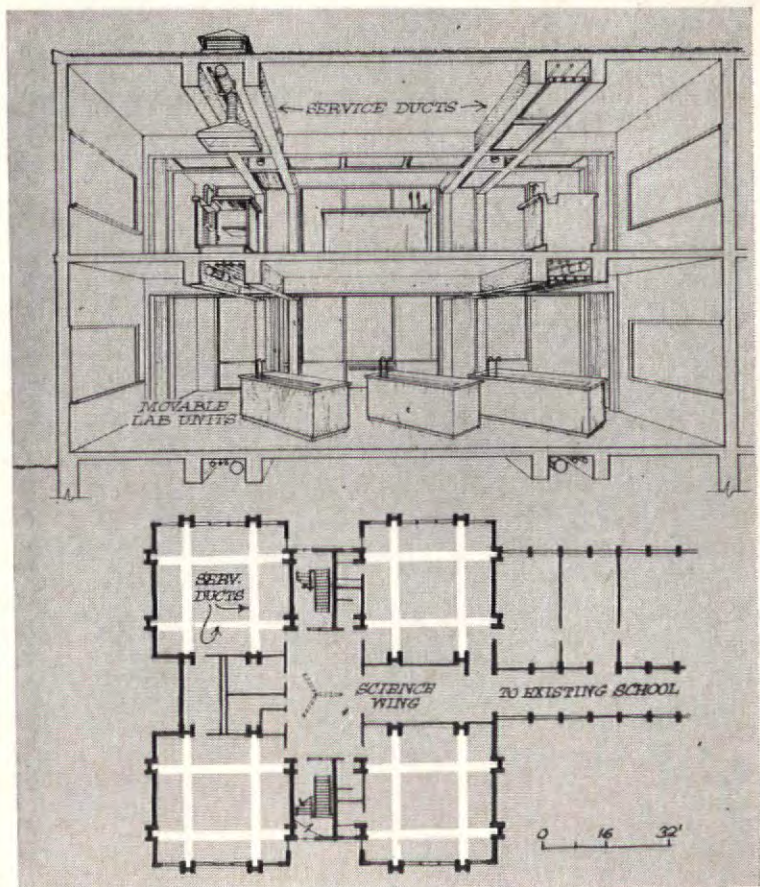 SERVICE DUCTS
MOVABLE
LAB UNITS
SERV.
DUCTS
SCIENCE
WING
TO EXISTING SCHOOL
0 16 32'